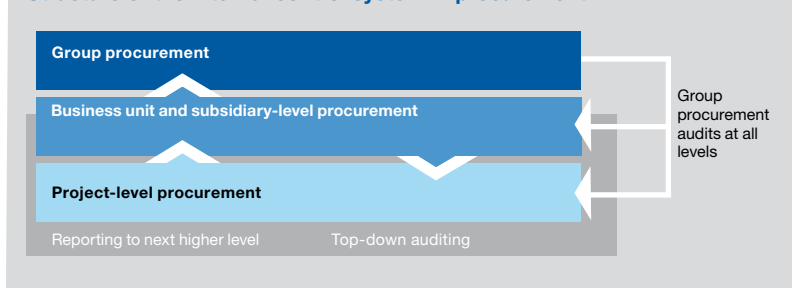 Group procurement
Business unit and subsidiary-level procurement
Group
procurement
audits at all
levels
Project-level procurement
Reporting to next higher level
Top-down auditing